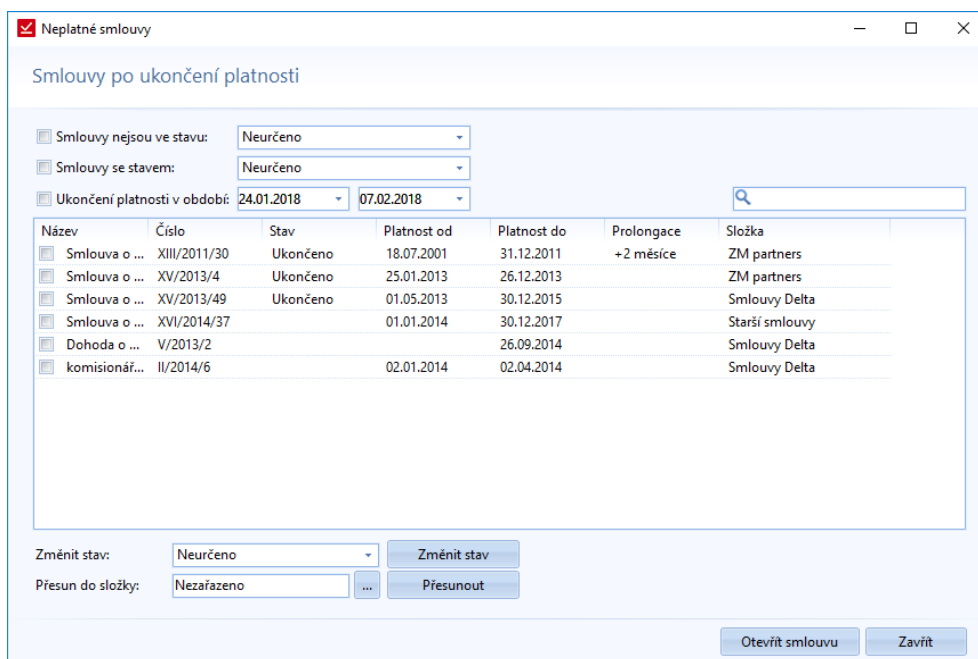 Neplatné smlouvy
Smlouvy po ukončení platnosti
Smlouvy nejsou ve stavu: Neurčeno
Smlouvy se stavem: Neurčeno
Ukončení platnosti v období: 24.01.2018 07.02.2018
Název Číslo Stav Platnost od Platnost do Prolongace Složka
Smlouva o ... XIII/2011/30 Ukončeno 18.07.2001 31.12.2011 +2 měsíce ZM partners
Smlouva o ... XV/2013/4 Ukončeno 25.01.2013 26.12.2013 ZM partners
Smlouva o ... XV/2013/49 Ukončeno 01.05.2013 30.12.2015 Smlouvy Delta
Smlouva o ... XVI/2014/37 01.01.2014 30.12.2017 Starší smlouvy
Dohoda o ... V/2013/2 26.09.2014 Smlouvy Delta
komisionář... II/2014/6 02.01.2014 02.04.2014 Smlouvy Delta
Změnit stav: Neurčeno Změnit stav
Přesun do složky: Nezařazeno ... Přesunout
Otevřít smlouvu Zavřít